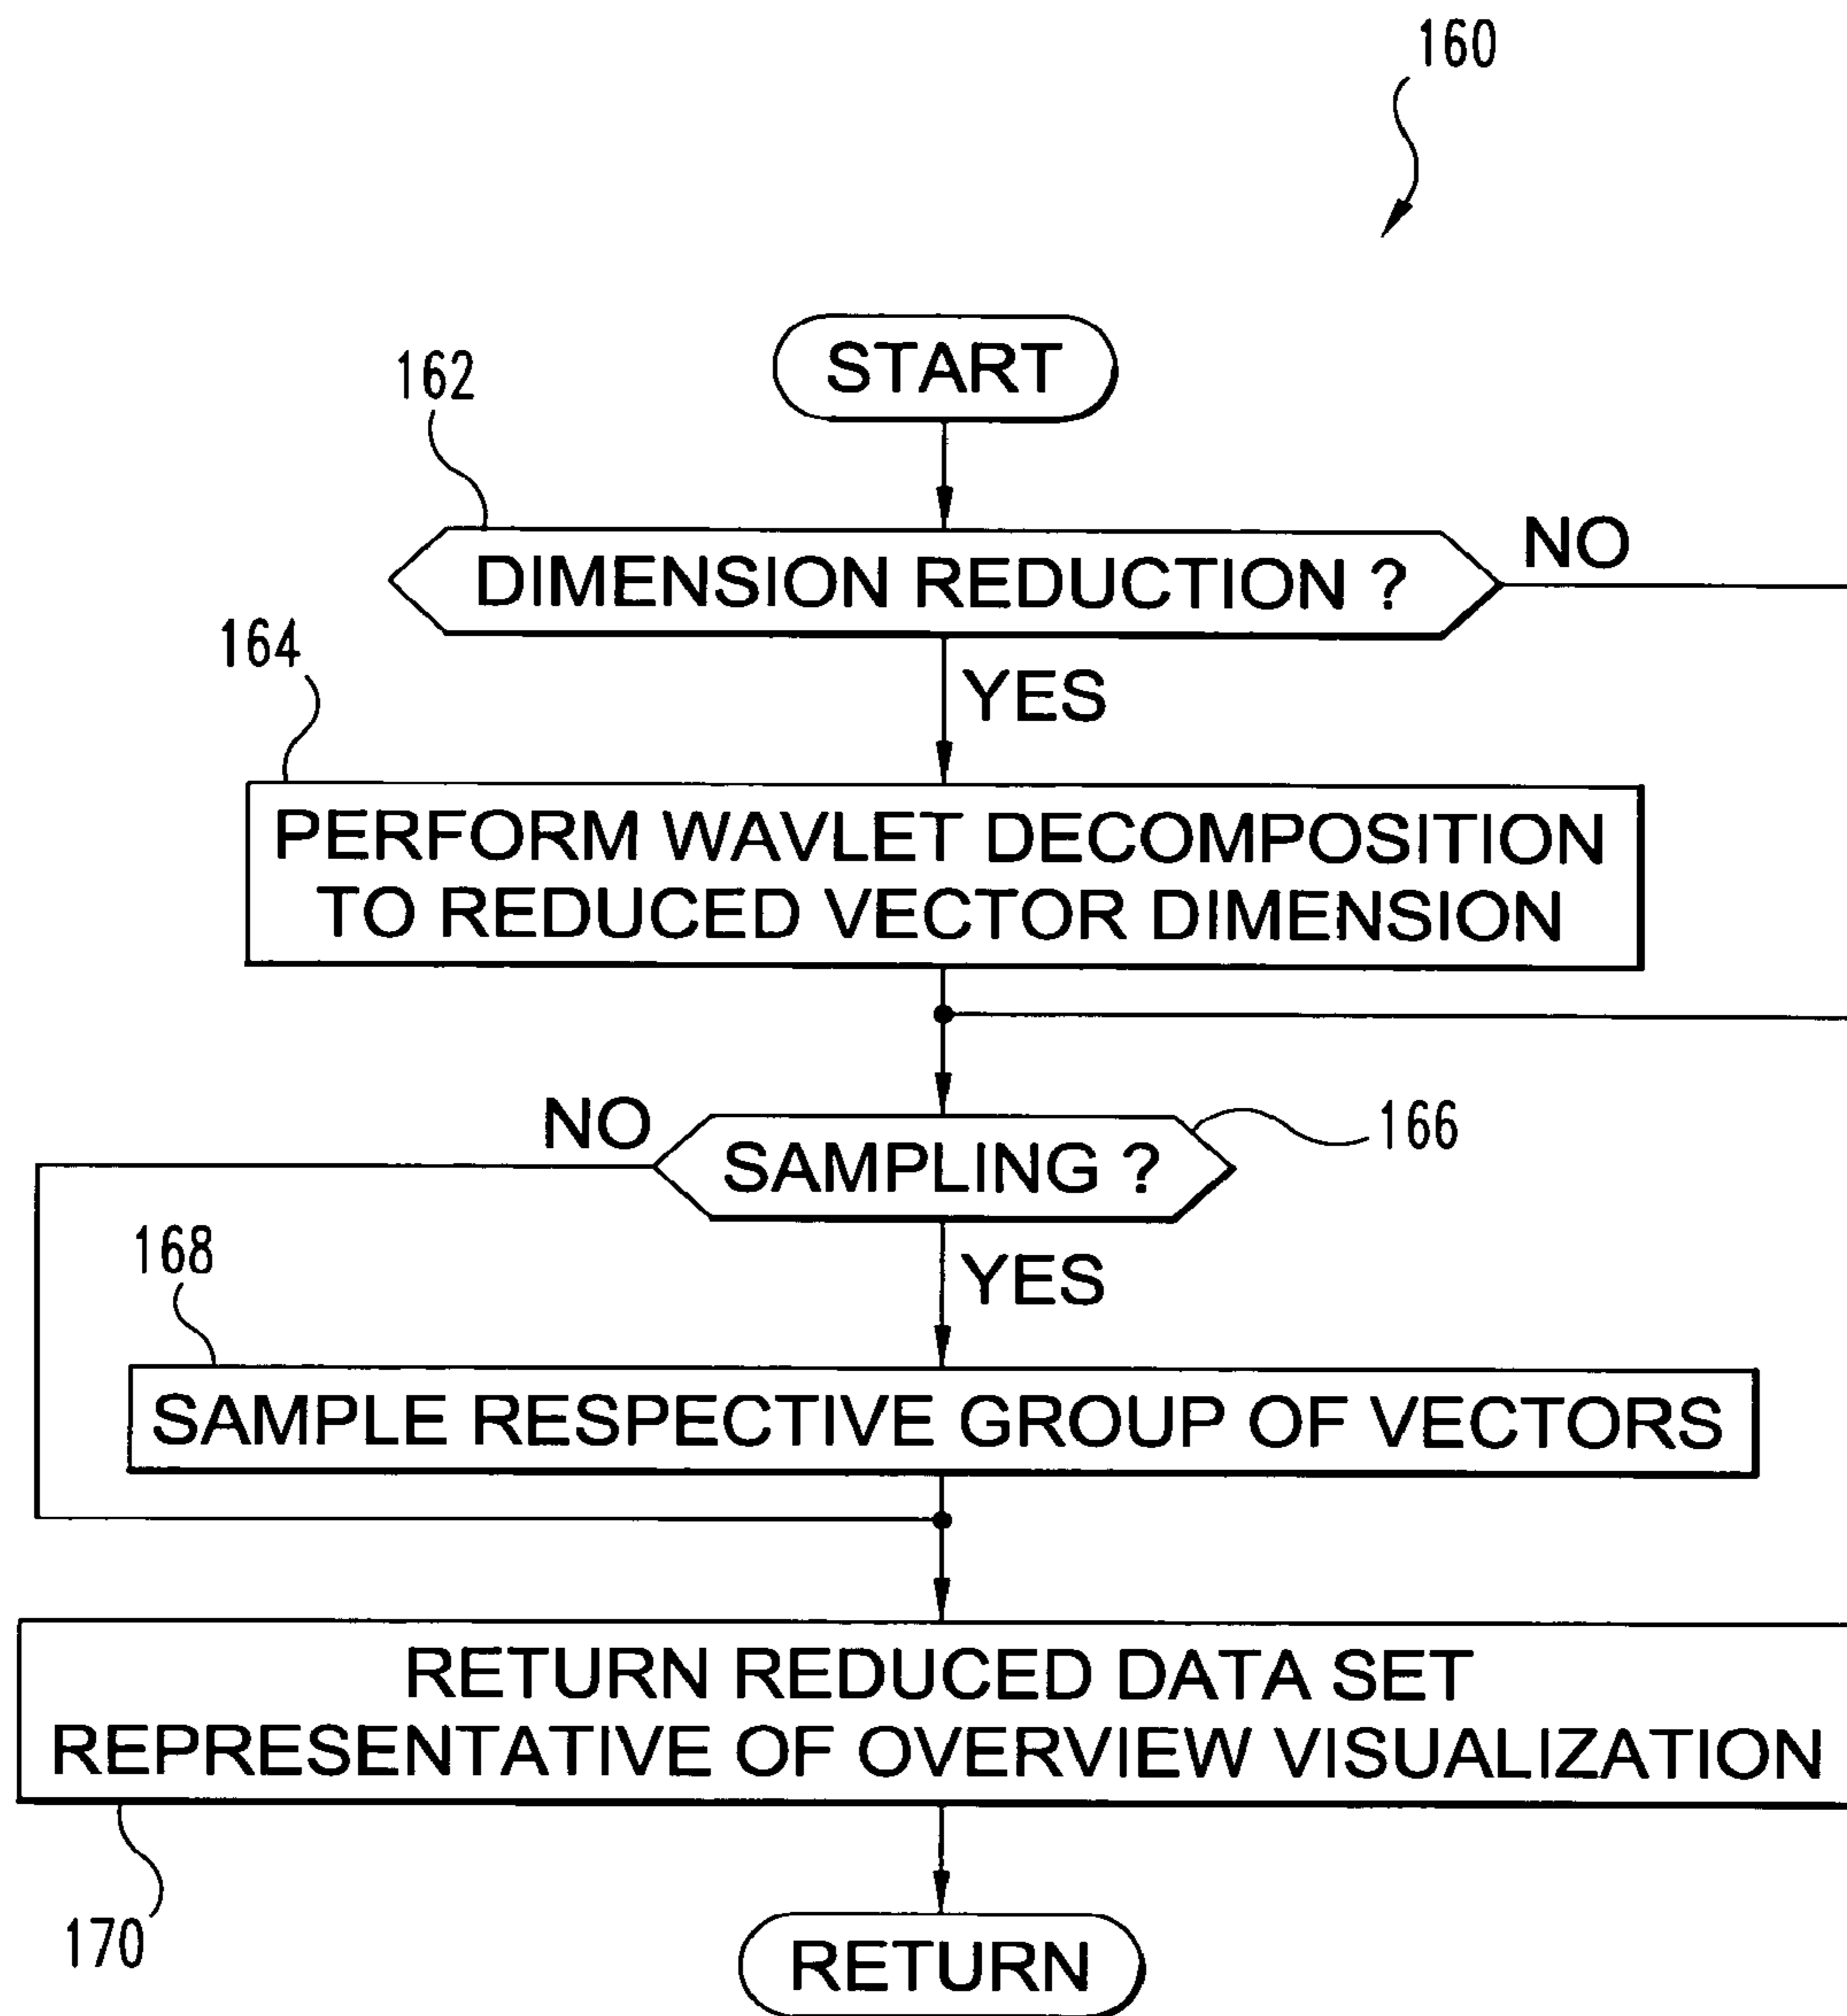 160
START
162
DIMENSION REDUCTION ?
NO
164
YES
PERFORM WAVLET DECOMPOSITION
TO REDUCED VECTOR DIMENSION
NO
166
SAMPLING ?
168
YES
SAMPLE RESPECTIVE GROUP OF VECTORS
RETURN REDUCED DATA SET
REPRESENTATIVE OF OVERVIEW VISUALIZATION
170
RETURN